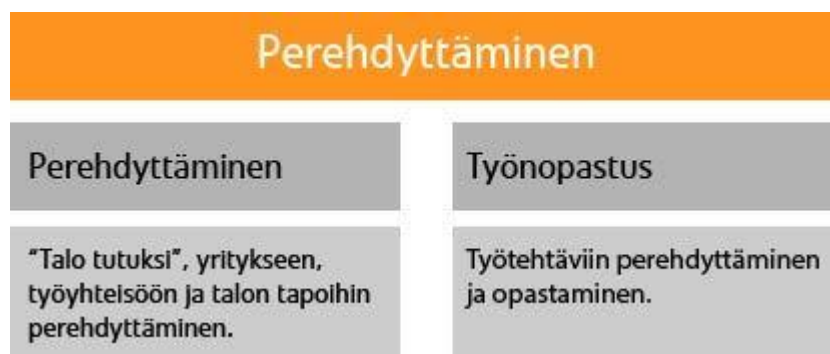 Perehdyttäminen
Perehdyttäminen
"Talo tutuksi”, yritykseen,
työyhteisöön ja talon tapoihin
perehdyttäminen.
Työnopastus
Työtehtäviin perehdyttäminen
ja opastaminen.